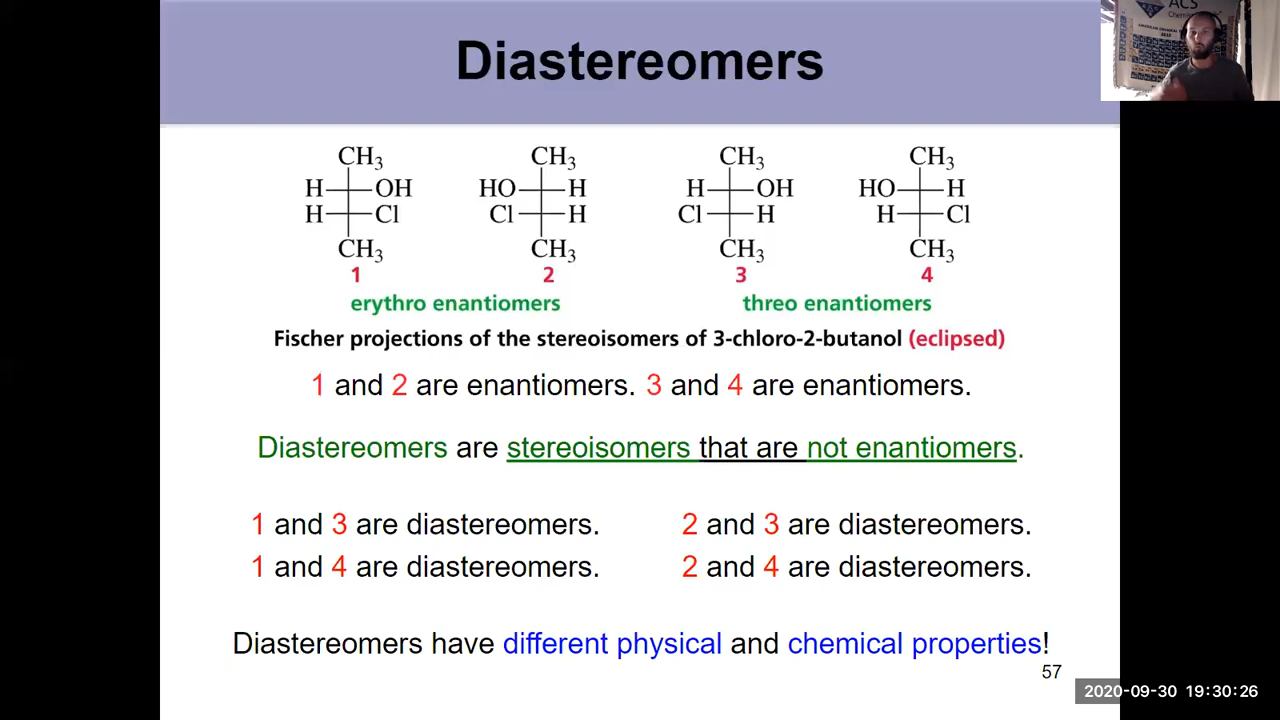 Diastereomers
ACS
CH3 CH3 CH3 CH3
H OH HO H H OH HO H
H Cl Cl H Cl H H Cl
CH3 CH3 CH3 CH3
1 2 3 4
erythro enantiomers threo enantiomers
Fischer projections of the stereoisomers of 3-chloro-2-butanol (eclipsed)
1 and 2 are enantiomers. 3 and 4 are enantiomers.
Diastereomers are stereoisomers that are not enantiomers.
1 and 3 are diastereomers. 2 and 3 are diastereomers.
1 and 4 are diastereomers. 2 and 4 are diastereomers.
Diastereomers have different physical and chemical properties!
57
2020-09-30 19:30:26